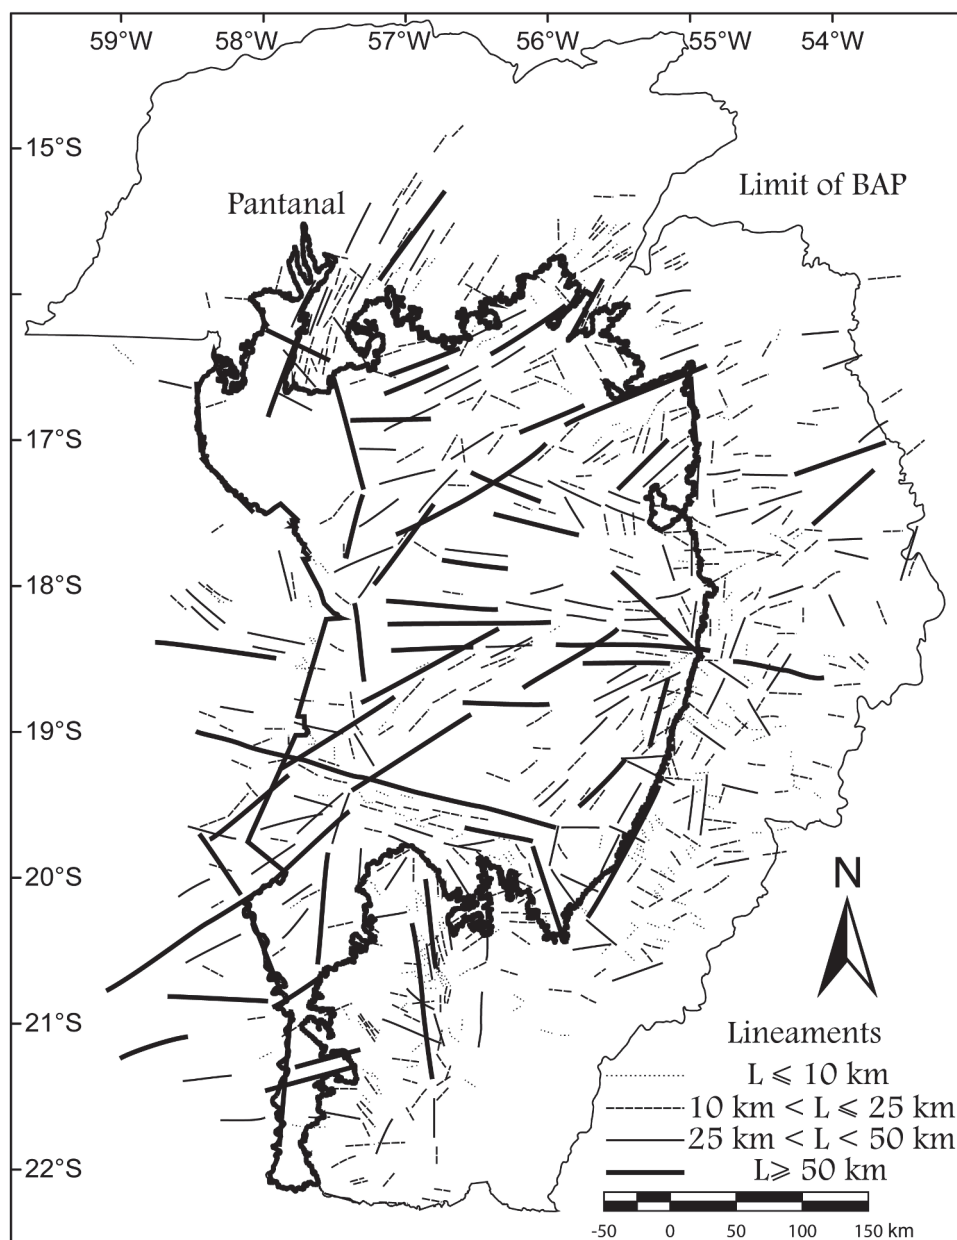 59°W 58°W 57°W 56°W 55°W 54°W
15°S
Limit of BAP
Pantanal
17°S
18°S
19°S
20°S
N
21°S
Lineaments
L ⩽ 10 km
10 km < L ⩽ 25 km
25 km < L < 50 km
L⩾ 50 km
22°S
-50 0 50 100 150 km